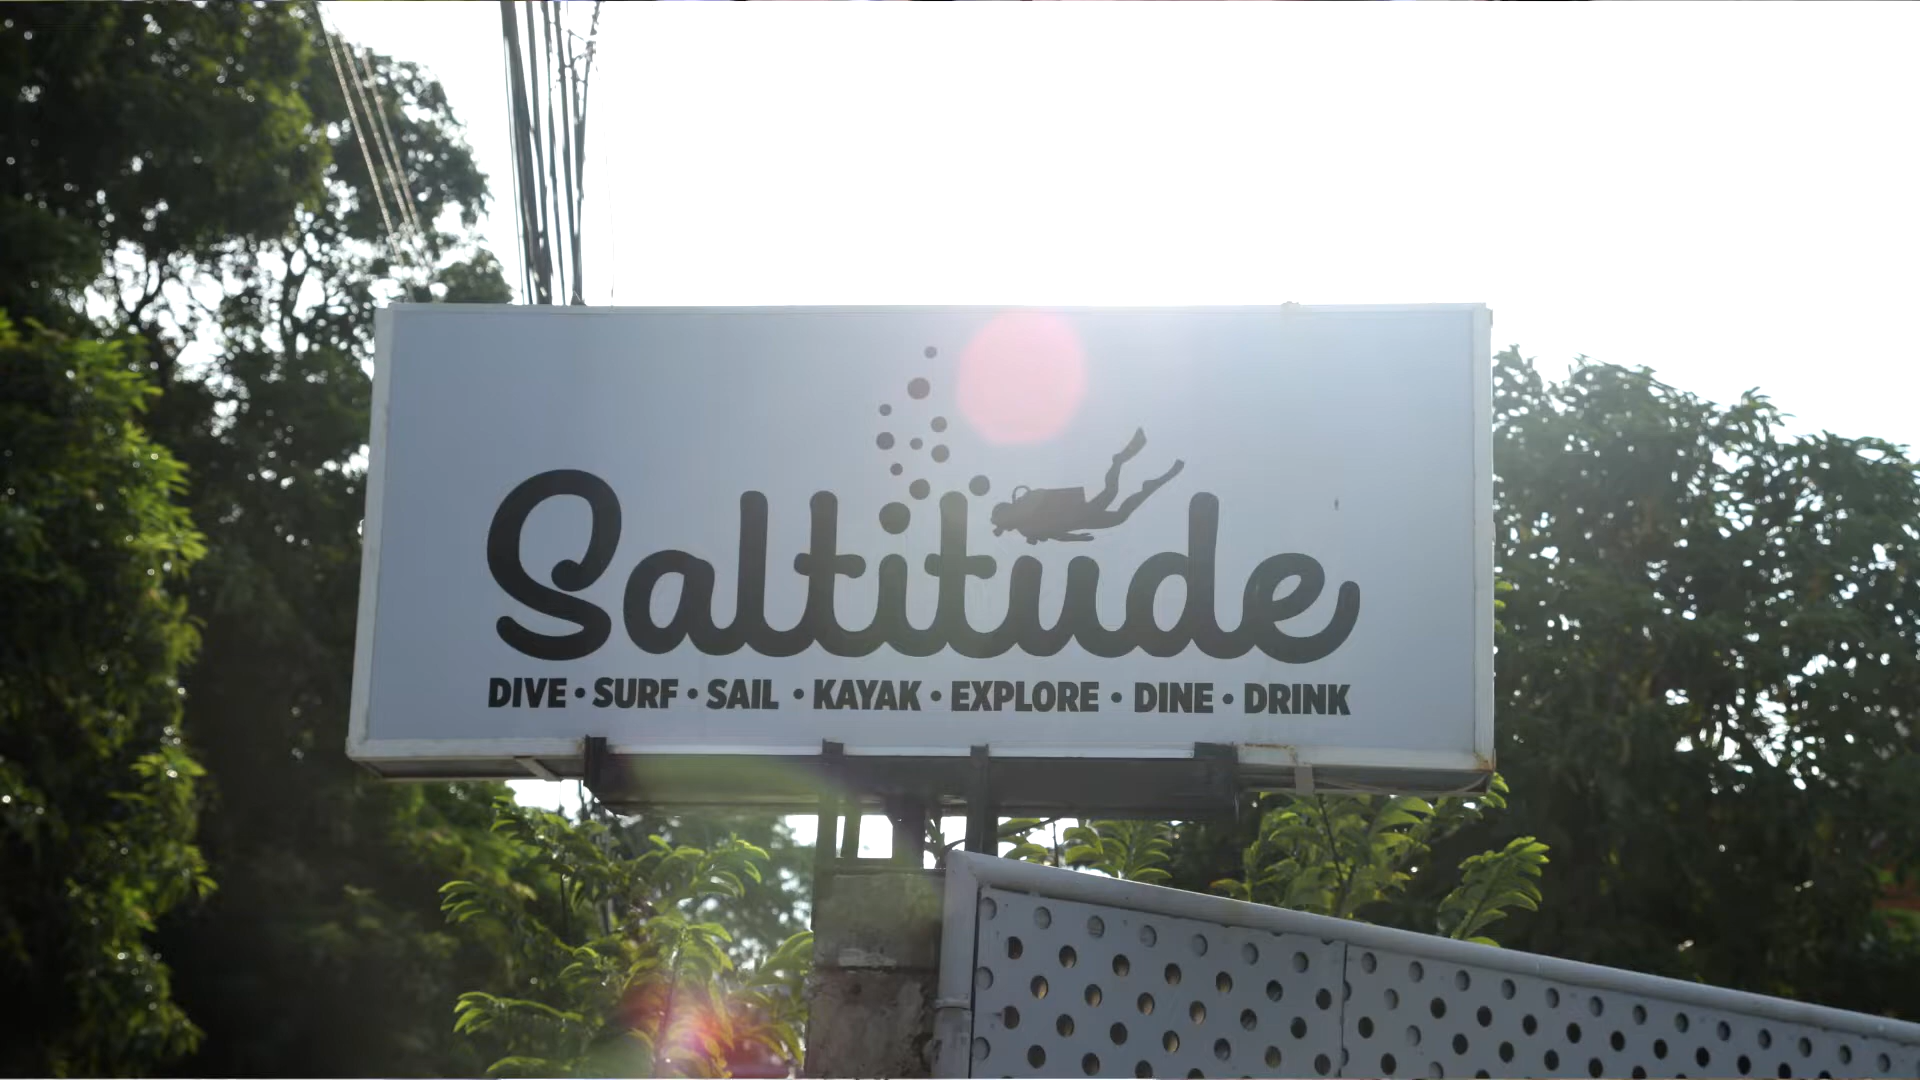 Saltitude
DIVE • SURF • SAIL • KAYAK • EXPLORE • DINE • DRINK